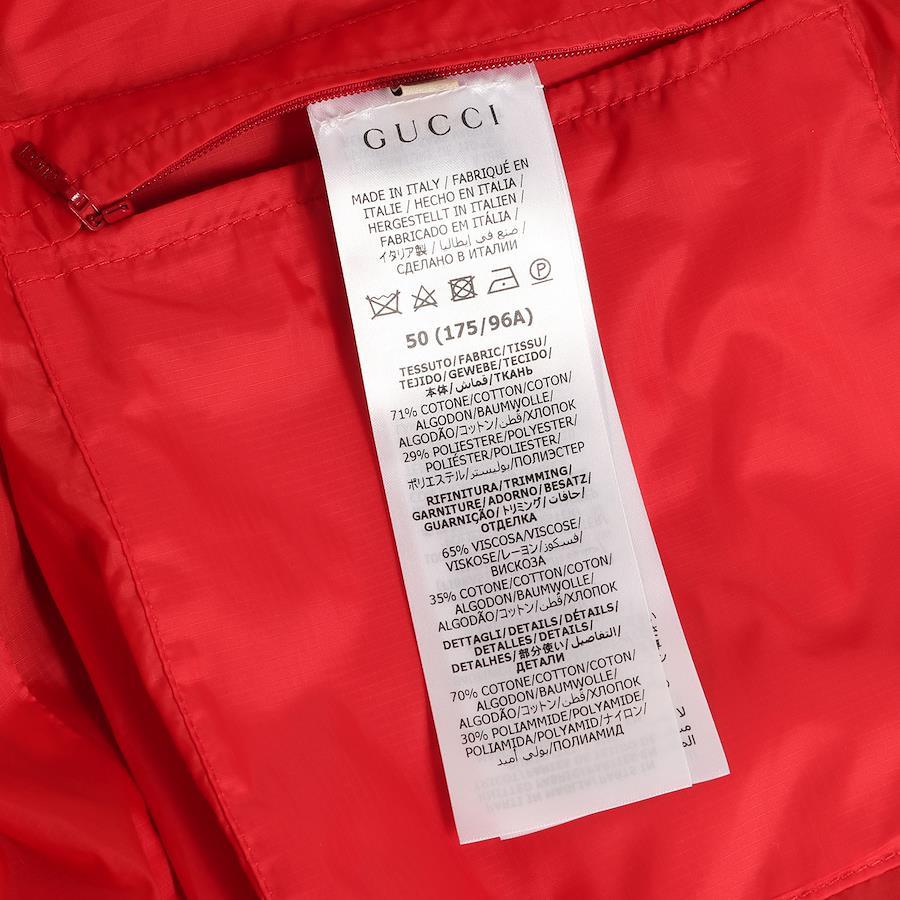 GUCCI
MADE IN ITALY / FABRIQUÉ EN
ITALIE / HECHO EN ITALIA /
HERGESTELLT IN ITALIEN /
FABRICADO EM ITÁLIA /
イタリア製 / صنع في إيطاليا /
СДЕЛАНО В ИТАЛИИ
P
50 (175/96A)
TESSUTO/FABRIC/TISSU/
TEJIDO/GEWEBE/TECIDO/
本体/قماش/ТКАНЬ
71% COTONE/COTTON/COTON/
ALGODON/BAUMWOLLE/
ALGODÃO/コットン/قُطن/ХЛОПОК
29% POLIESTERE/POLYESTER/
POLIÉSTER/POLYESTER/
ポリエステル/بوليستر/ПОЛИЭСТЕР
RIFINITURA/TRIMMING/
GARNITURE/ADORNO/BESATZ/
GUARNIÇÃO/トリミング/حافات/
ОТДЕЛКА
65% VISCOSA/VISCOSE/
VISKOSE/レーヨン/فسكوز/
ВИСКОЗА
35% COTONE/COTTON/COTON/
ALGODON/BAUMWOLLE/
ALGODÃO/コットン/قُطن/ХЛОПОК
DETTAGLI/DETAILS/DÉTAILS/
DETALLES/DETAILS/
DETALHES/部分使い/التفاصيل/
ДЕТАЛИ
70% COTONE/COTTON/COTON/
ALGODON/BAUMWOLLE/
ALGODÃO/コットン/قُطن/ХЛОПОК
30% POLIAMMIDE/POLYAMIDE/
POLIAMIDA/POLYAMID/ナイロン/
بولي أميد/ПОЛИАМИД